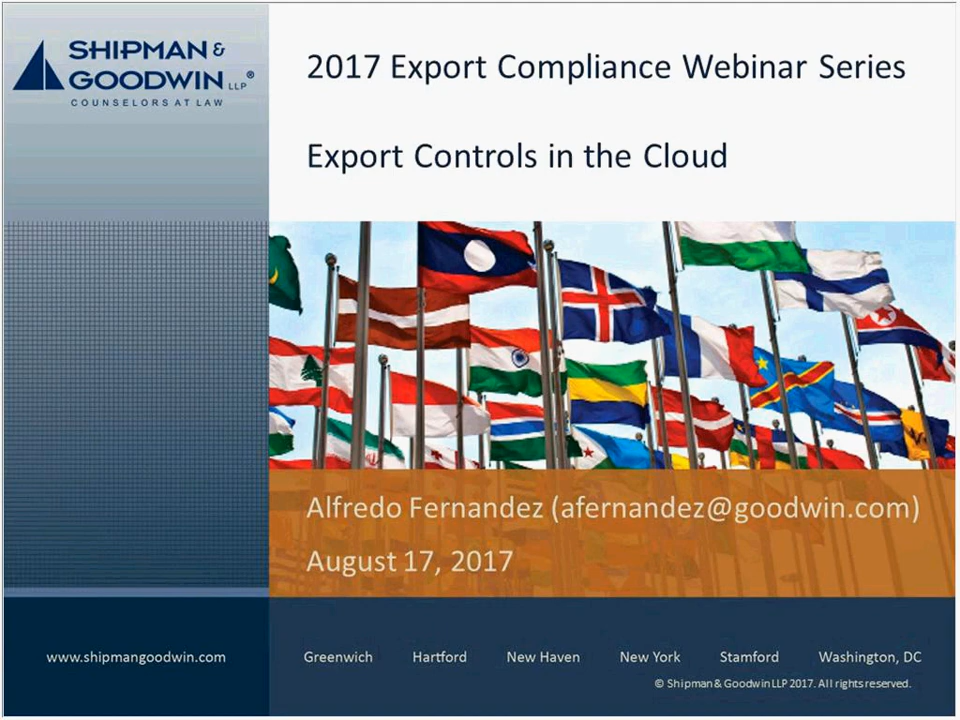 SHIPMAN &
GOODWIN LLP®
COUNSELORS AT LAW
2017 Export Compliance Webinar Series
Export Controls in the Cloud
Alfredo Fernandez (afernandez@goodwin.com)
August 17, 2017
www.shipmangoodwin.com
Greenwich Hartford New Haven New York Stamford Washington, DC
© Shipman & Goodwin LLP 2017. All rights reserved.